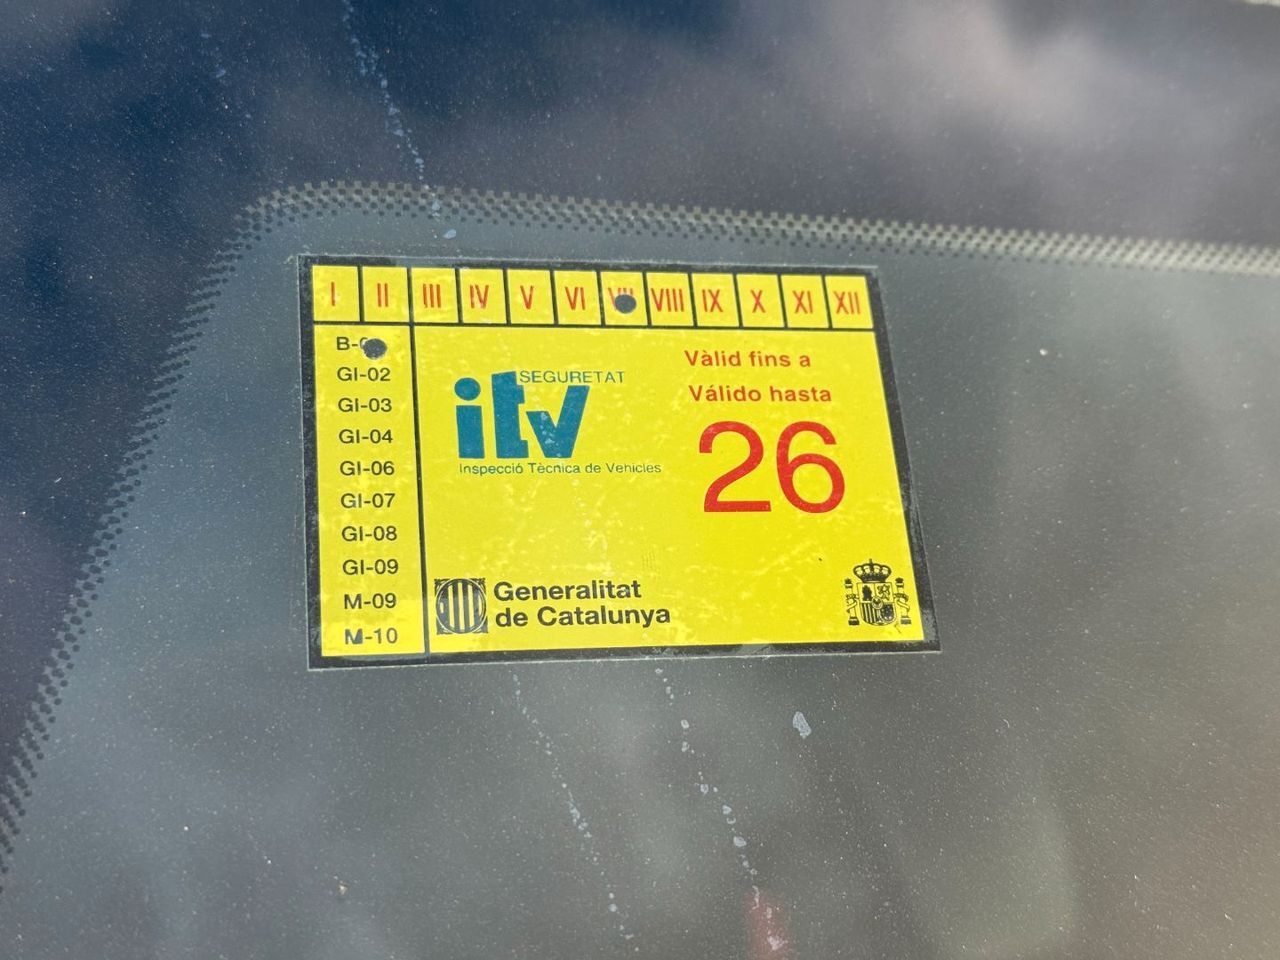 I II III IV V VI VII VIII IX X XI XII
GI-02
GI-03
GI-04
GI-06
GI-07
GI-08
GI-09
M-09
M-10
itv
SEGURETAT
Inspecció Tècnica de Vehicles
Vàlid fins a
Válido hasta
26
Generalitat
de Catalunya